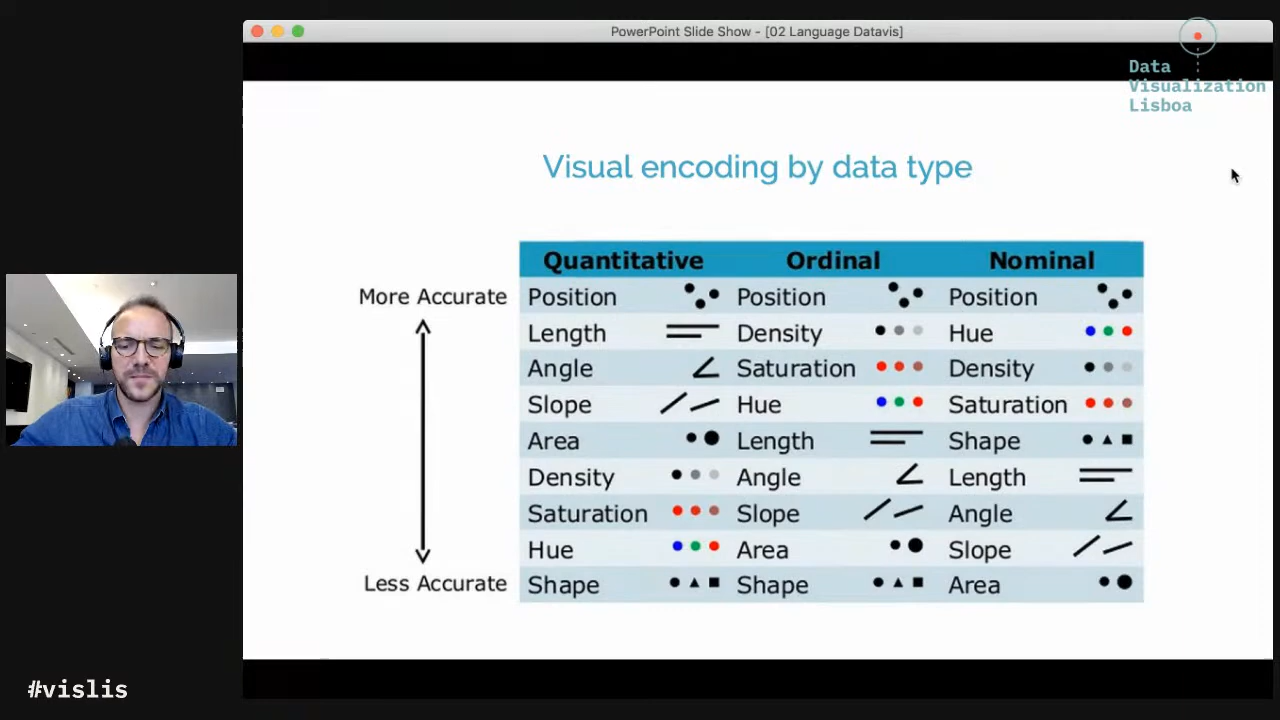 PowerPoint Slide Show - [02 Language Datavis]
Data
Visualization
Lisboa
Visual encoding by data type
Quantitative Ordinal Nominal
More Accurate Position Position Position
Length Density Hue
Angle Saturation Density
Slope Hue Saturation
Area Length Shape
Density Angle Length
Saturation Slope Angle
Hue Area Slope
Less Accurate Shape Shape Area
#vislis